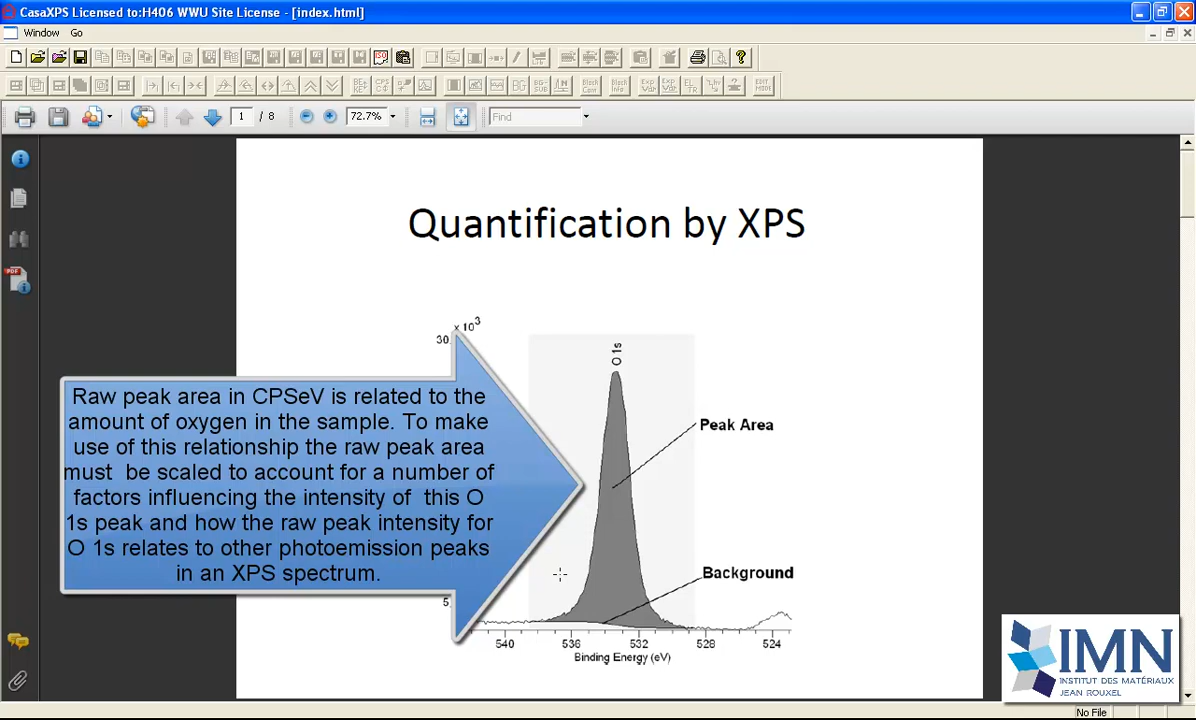 CasaXPS Licensed to:H406 WWU Site License - [index.html]
Window Go
1 / 8 72.7% Find
Quantification by XPS
x 10³
30
O 1s
Raw peak area in CPSeV is related to the
amount of oxygen in the sample. To make
use of this relationship the raw peak area
must be scaled to account for a number of
factors influencing the intensity of this O
1s peak and how the raw peak intensity for
O 1s relates to other photoemission peaks
in an XPS spectrum.
Peak Area
Background
5
540 536 532 528 524
Binding Energy (eV)
IMN
INSTITUT DES MATÉRIAUX
JEAN ROUXEL
No File